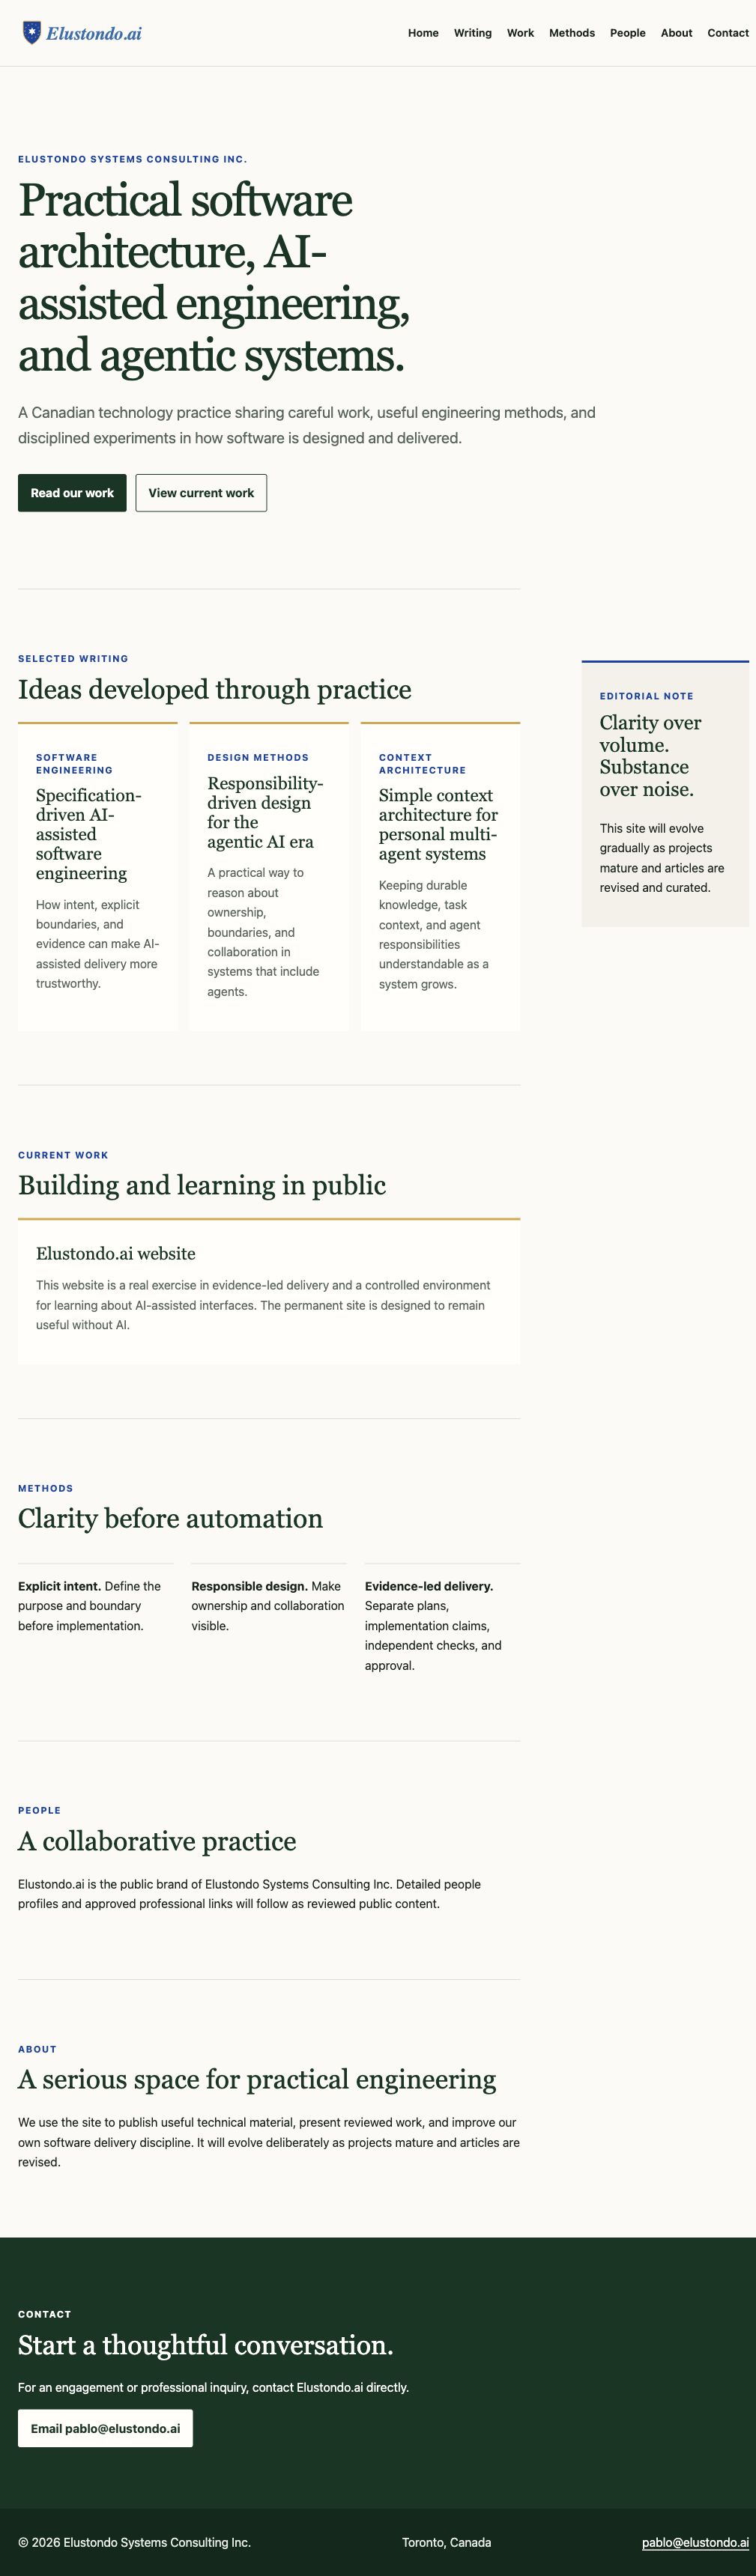 Elustondo.ai
Home Writing Work Methods People About Contact
ELUSTONDO SYSTEMS CONSULTING INC.
Practical software
architecture, AI-
assisted engineering,
and agentic systems.
A Canadian technology practice sharing careful work, useful engineering methods, and
disciplined experiments in how software is designed and delivered.
Read our work
View current work
SELECTED WRITING
Ideas developed through practice
SOFTWARE
ENGINEERING
Specification-
driven AI-
assisted
software
engineering
How intent, explicit
boundaries, and
evidence can make AI-
assisted delivery more
trustworthy.
DESIGN METHODS
Responsibility-
driven design
for the
agentic AI era
A practical way to
reason about
ownership,
boundaries, and
collaboration in
systems that include
agents.
CONTEXT
ARCHITECTURE
Simple context
architecture for
personal multi-
agent systems
Keeping durable
knowledge, task
context, and agent
responsibilities
understandable as a
system grows.
EDITORIAL NOTE
Clarity over
volume.
Substance
over noise.
This site will evolve
gradually as projects
mature and articles are
revised and curated.
CURRENT WORK
Building and learning in public
Elustondo.ai website
This website is a real exercise in evidence-led delivery and a controlled environment
for learning about AI-assisted interfaces. The permanent site is designed to remain
useful without AI.
METHODS
Clarity before automation
Explicit intent. Define the
purpose and boundary
before implementation.
Responsible design. Make
ownership and collaboration
visible.
Evidence-led delivery.
Separate plans,
implementation claims,
independent checks, and
approval.
PEOPLE
A collaborative practice
Elustondo.ai is the public brand of Elustondo Systems Consulting Inc. Detailed people
profiles and approved professional links will follow as reviewed public content.
ABOUT
A serious space for practical engineering
We use the site to publish useful technical material, present reviewed work, and improve our
own software delivery discipline. It will evolve deliberately as projects mature and articles are
revised.
CONTACT
Start a thoughtful conversation.
For an engagement or professional inquiry, contact Elustondo.ai directly.
Email pablo@elustondo.ai
© 2026 Elustondo Systems Consulting Inc.
Toronto, Canada
pablo@elustondo.ai